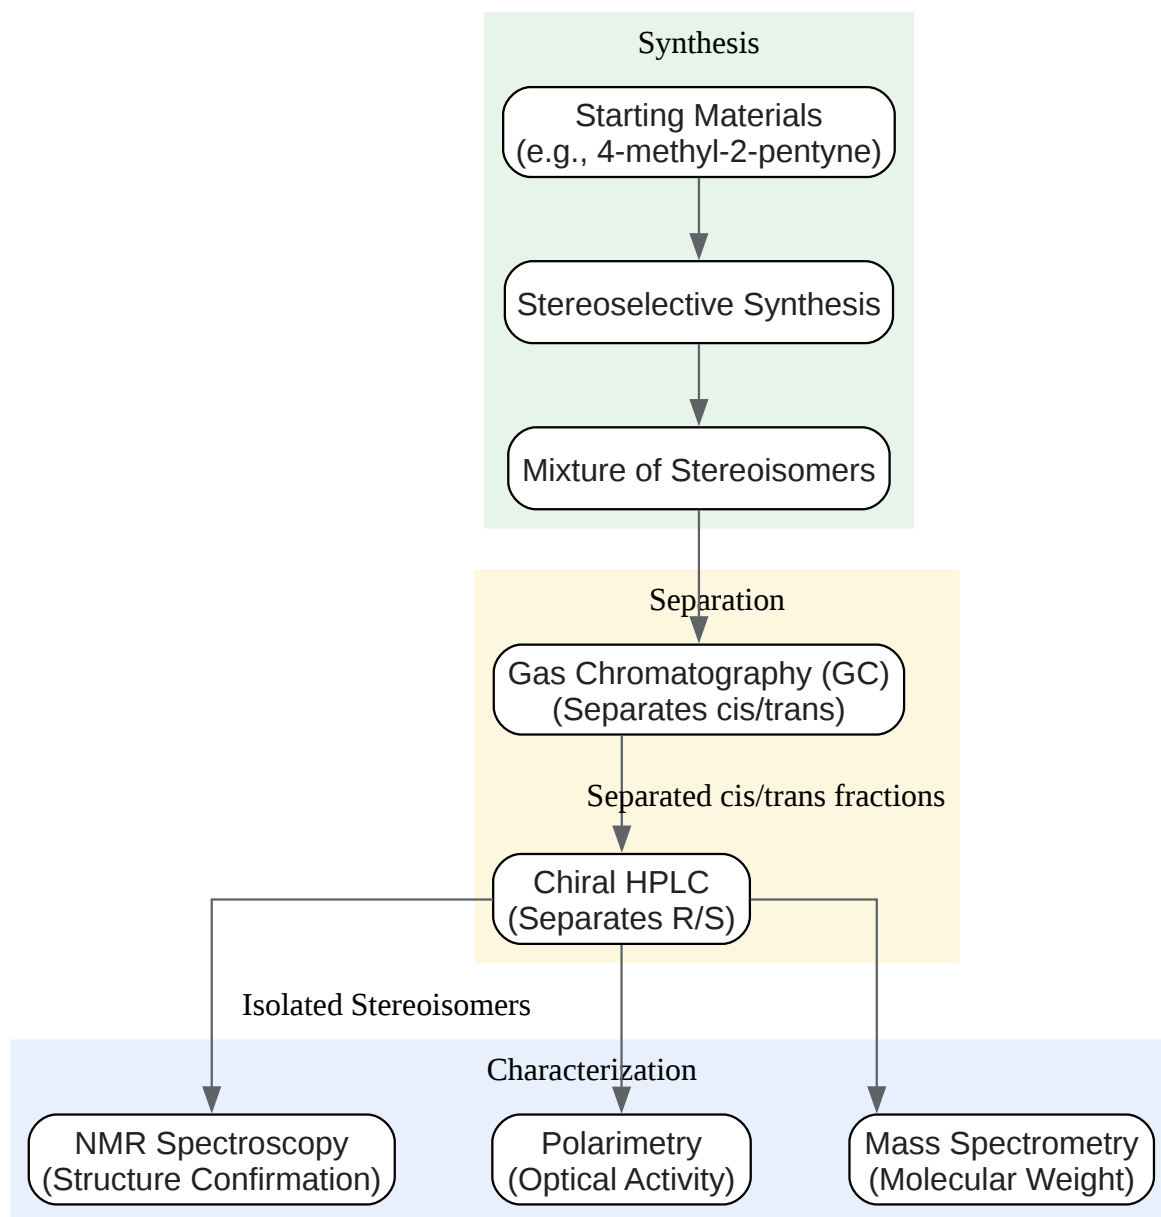 Synthesis
Starting Materials
(e.g., 4-methyl-2-pentyne)
Stereoselective Synthesis
Mixture of Stereoisomers
Separation
Gas Chromatography (GC)
(Separates cis/trans)
Separated cis/trans fractions
Chiral HPLC
(Separates R/S)
Isolated Stereoisomers
Characterization
NMR Spectroscopy
(Structure Confirmation)
Polarimetry
(Optical Activity)
Mass Spectrometry
(Molecular Weight)